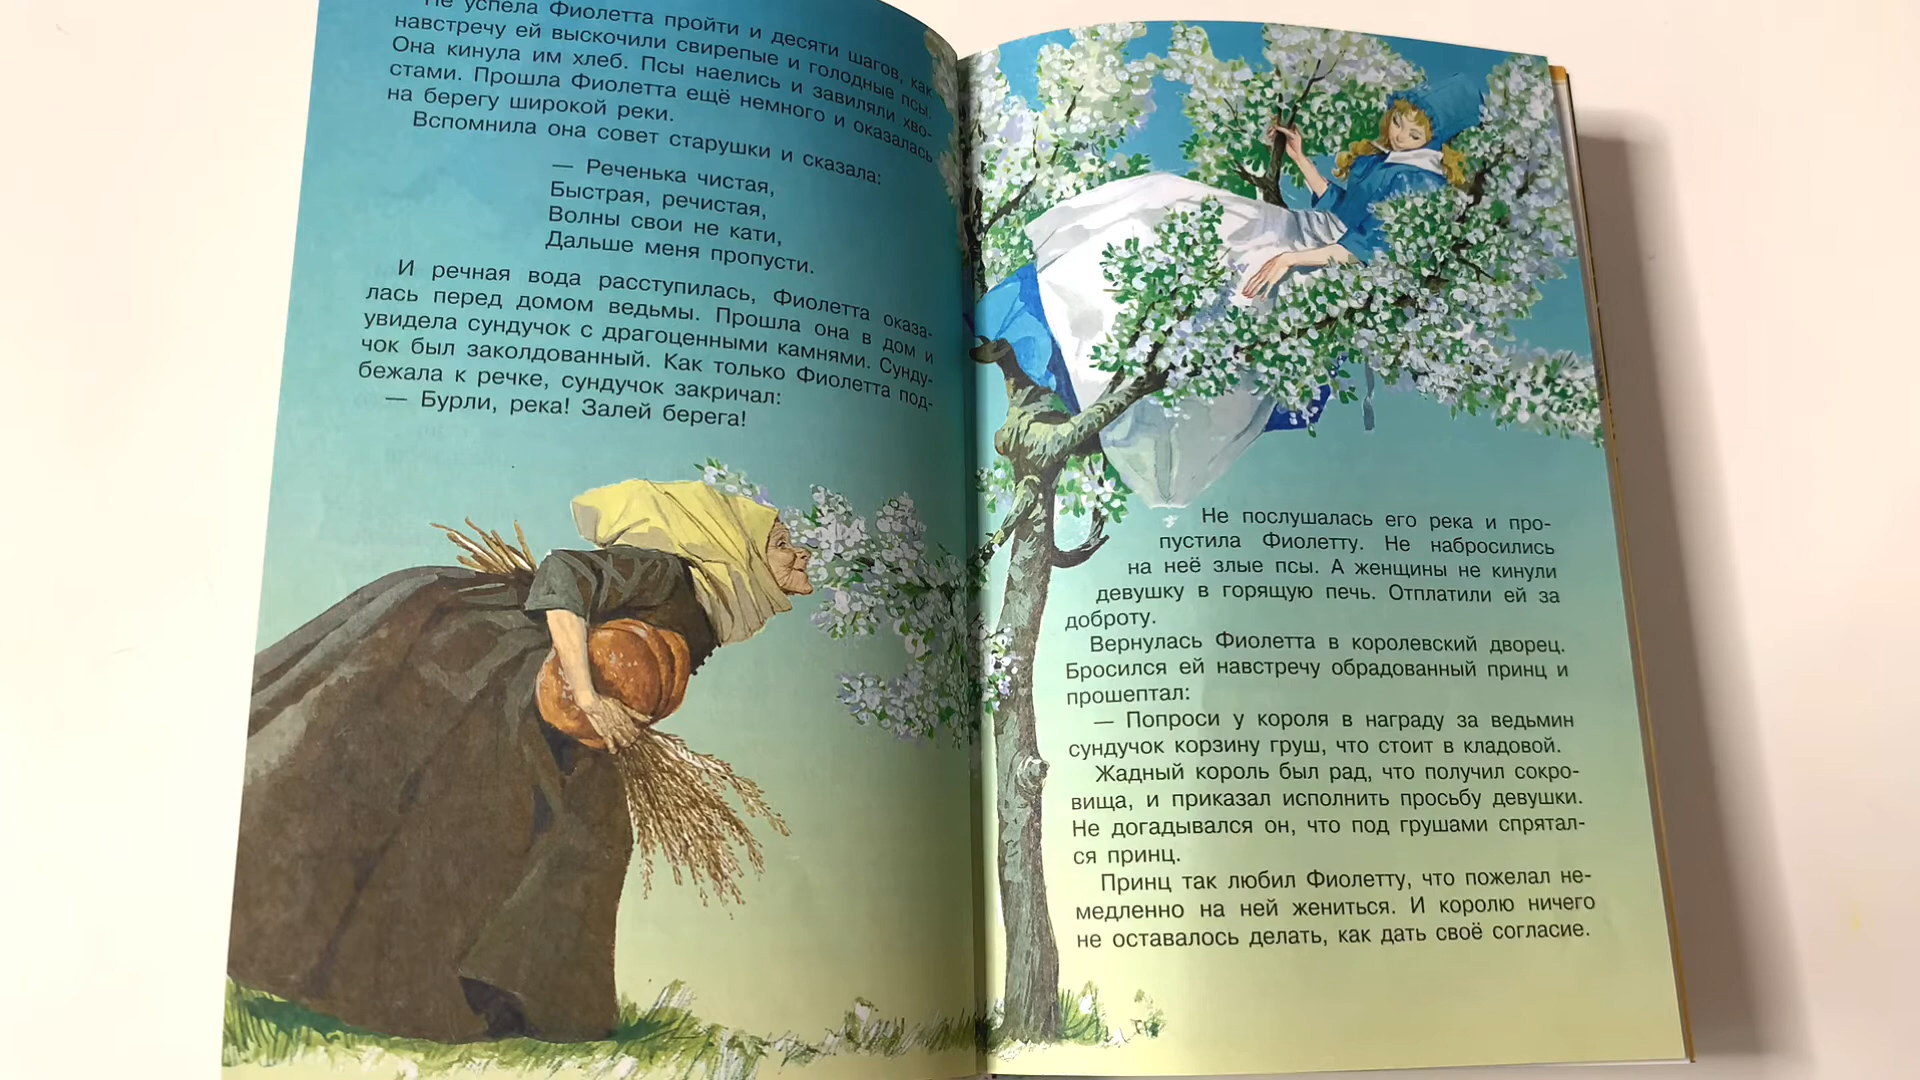 Не успела Фиолетта пройти и десяти шагов, как
навстречу ей выскочили свирепые и голодные псы.
Она кинула им хлеб. Псы наелись и завиляли хво-
стами. Прошла Фиолетта ещё немного и оказалась
на берегу широкой реки.
Вспомнила она совет старушки и сказала:
— Реченька чистая,
Быстрая, речистая,
Волны свои не кати,
Дальше меня пропусти.
И речная вода расступилась, Фиолетта оказа-
лась перед домом ведьмы. Прошла она в дом и
увидела сундучок с драгоценными камнями. Сунду-
чок был заколдованный. Как только Фиолетта под-
бежала к речке, сундучок закричал:
— Бурли, река! Залей берега!
Не послушалась его река и про-
пустила Фиолетту. Не набросились
на неё злые псы. А женщины не кинули
девушку в горящую печь. Отплатили ей за
доброту.
Вернулась Фиолетта в королевский дворец.
Бросился ей навстречу обрадованный принц и
прошептал:
— Попроси у короля в награду за ведьмин
сундучок корзину груш, что стоит в кладовой.
Жадный король был рад, что получил сокро-
вища, и приказал исполнить просьбу девушки.
Не догадывался он, что под грушами спрятал-
ся принц.
Принц так любил Фиолетту, что пожелал не-
медленно на ней жениться. И королю ничего
не оставалось делать, как дать своё согласие.